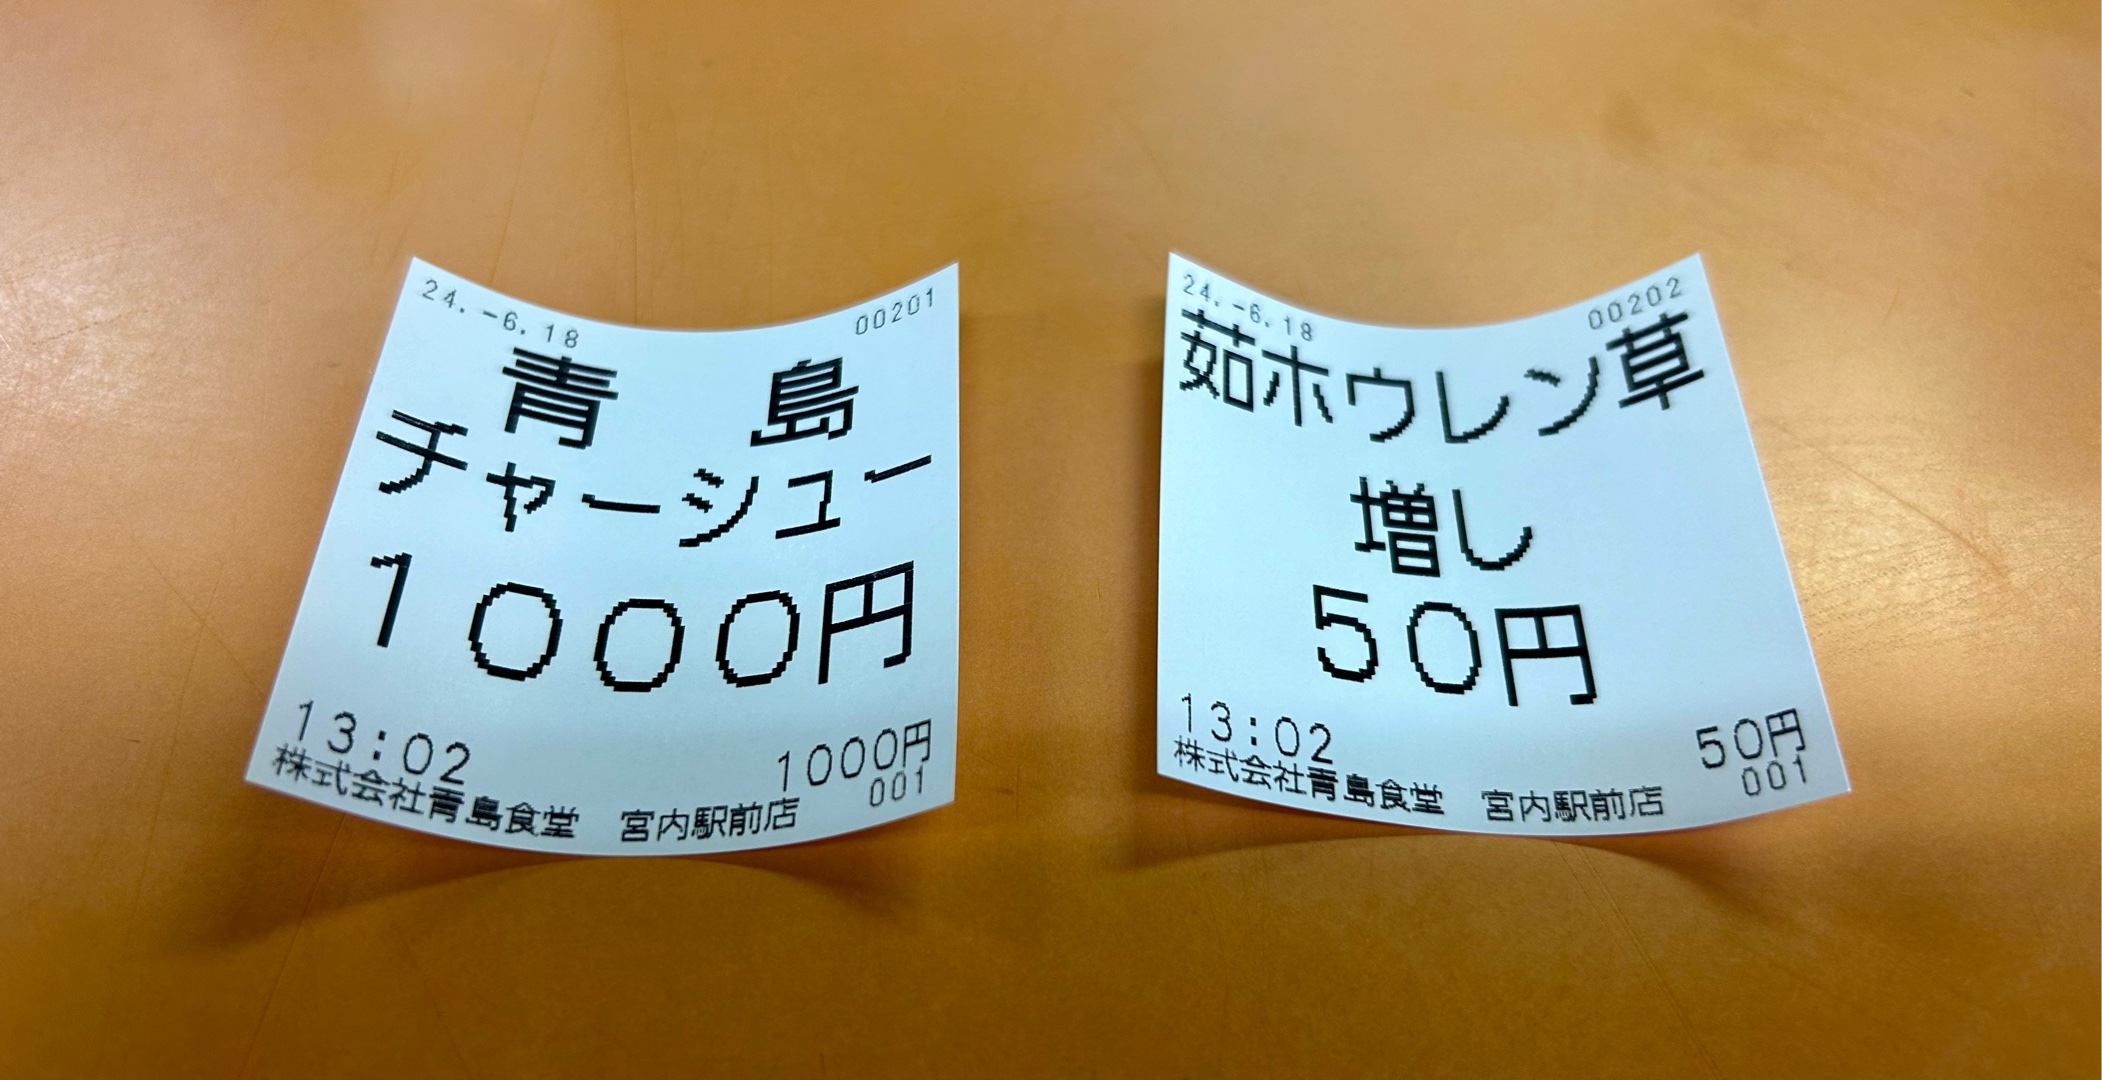 24.-6.18 00201
青 島
チャーシュー
1000円
13:02 1000円
001
株式会社青島食堂 宮内駅前店
24.-6.18 00202
茹ホウレン草
増し
50円
13:02 50円
001
株式会社青島食堂 宮内駅前店